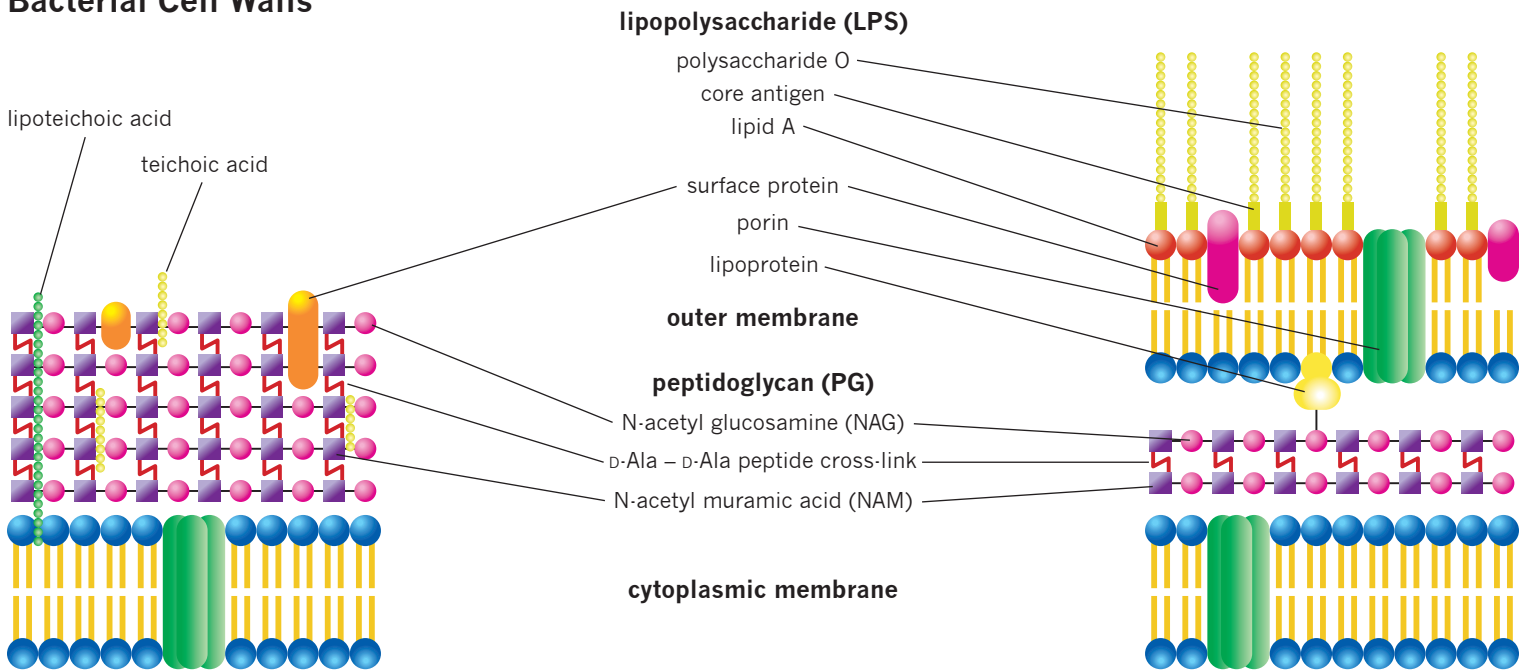 Bacterial Cell Walls
lipopolysaccharide (LPS)
polysaccharide O
core antigen
lipid A
lipoteichoic acid
teichoic acid
surface protein
porin
lipoprotein
outer membrane
peptidoglycan (PG)
N-acetyl glucosamine (NAG)
D-Ala – D-Ala peptide cross-link
N-acetyl muramic acid (NAM)
cytoplasmic membrane